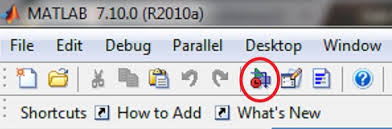 MATLAB 7.10.0 (R2010a)
File Edit Debug Parallel Desktop Window
Shortcuts How to Add What's New